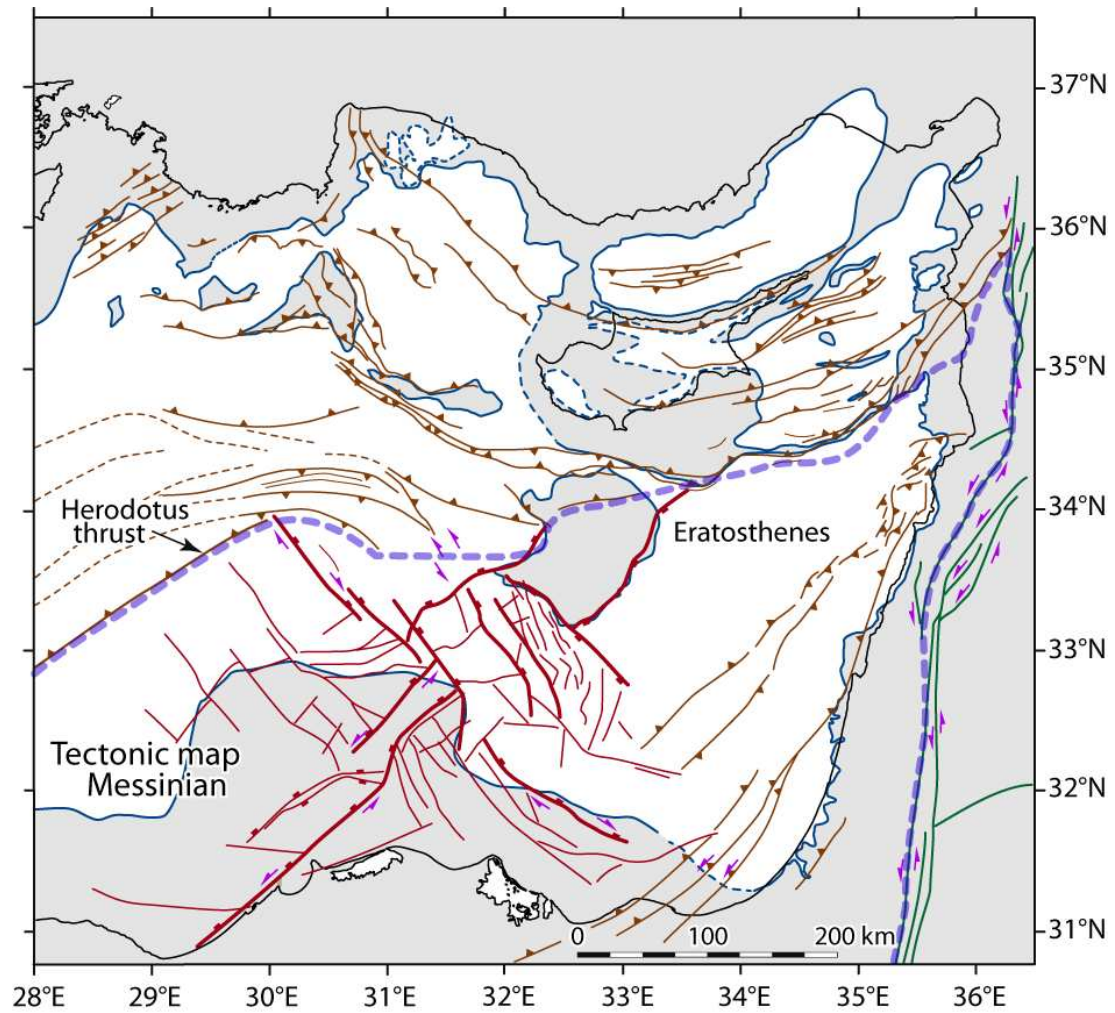 37°N
36°N
35°N
Herodotus
thrust
34°N
Eratosthenes
33°N
Tectonic map
Messinian
32°N
31°N
0 100 200 km
28°E 29°E 30°E 31°E 32°E 33°E 34°E 35°E 36°E